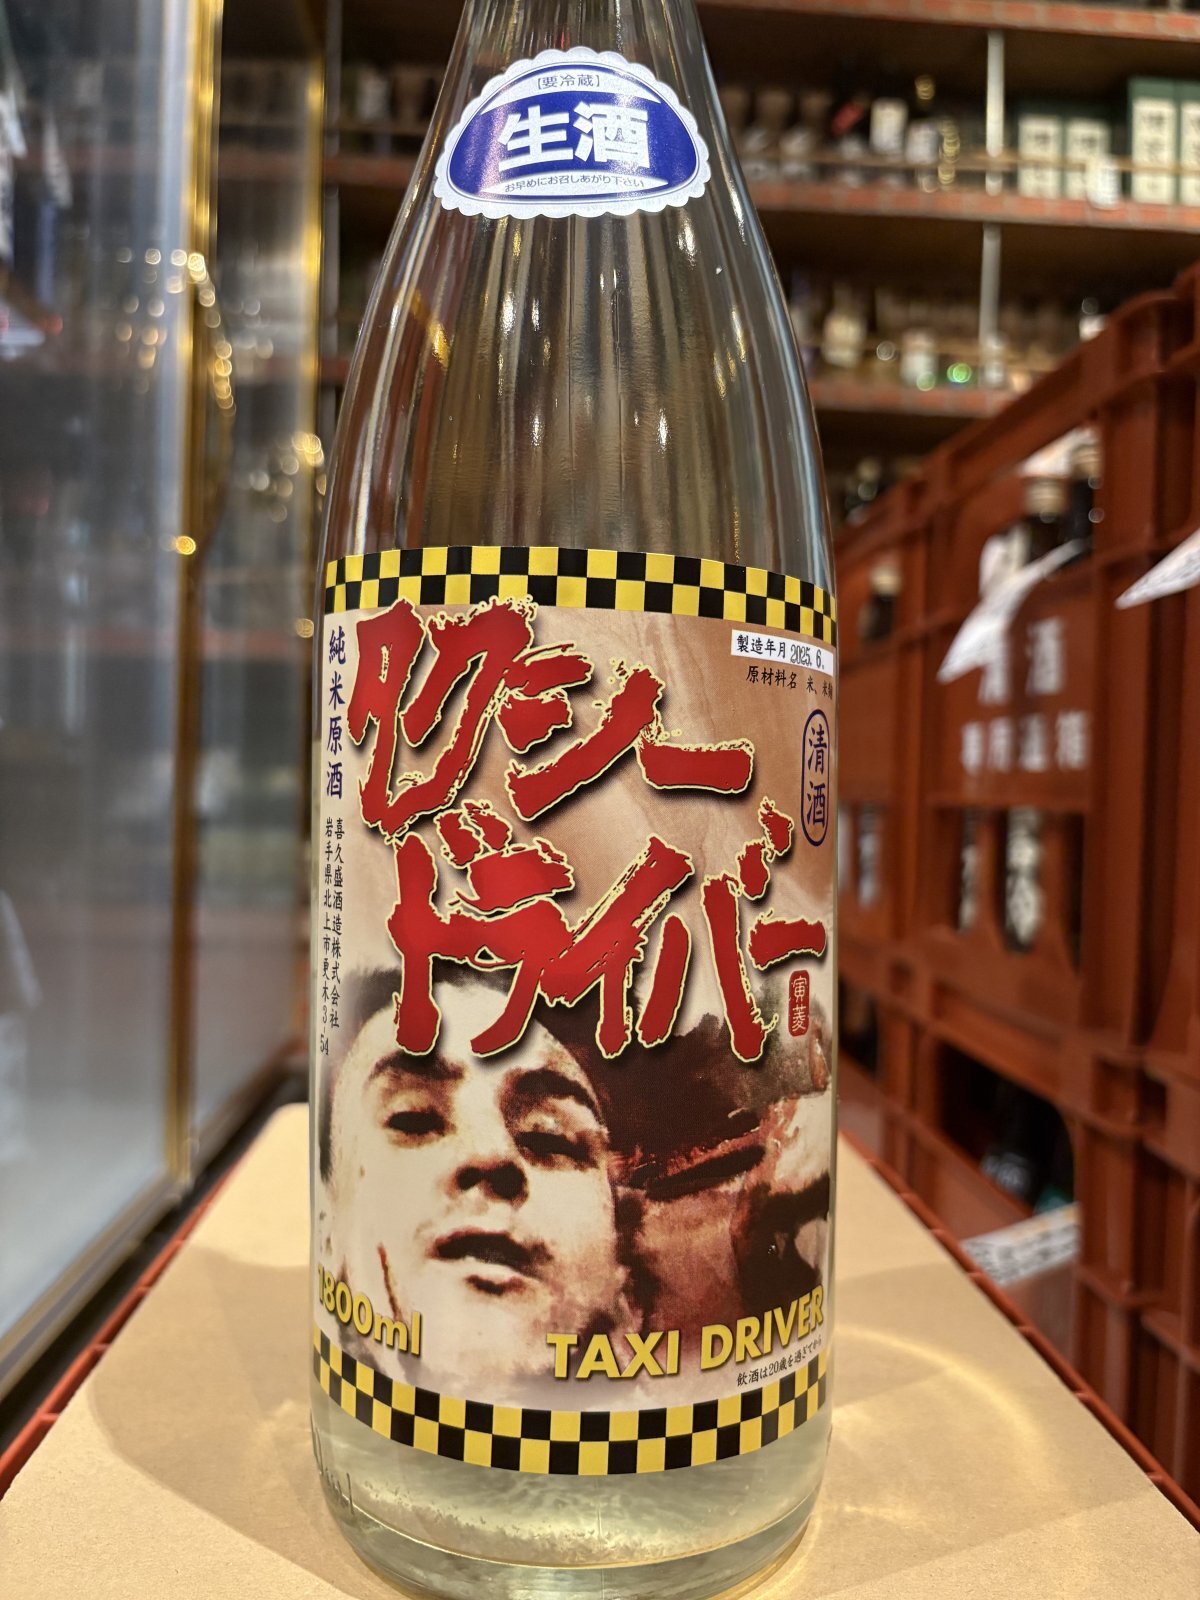 【要冷蔵】
生酒
お早めにお召しあがり下さい
製造年月 2025. 6.
原材料名 米、米
清酒
タクシー
ドライバー
純米原酒
喜久盛酒造株式会社
岩手県北上市更木3-54
寅菱
1800ml
TAXI DRIVER
飲酒は20歳を過ぎてから
清酒